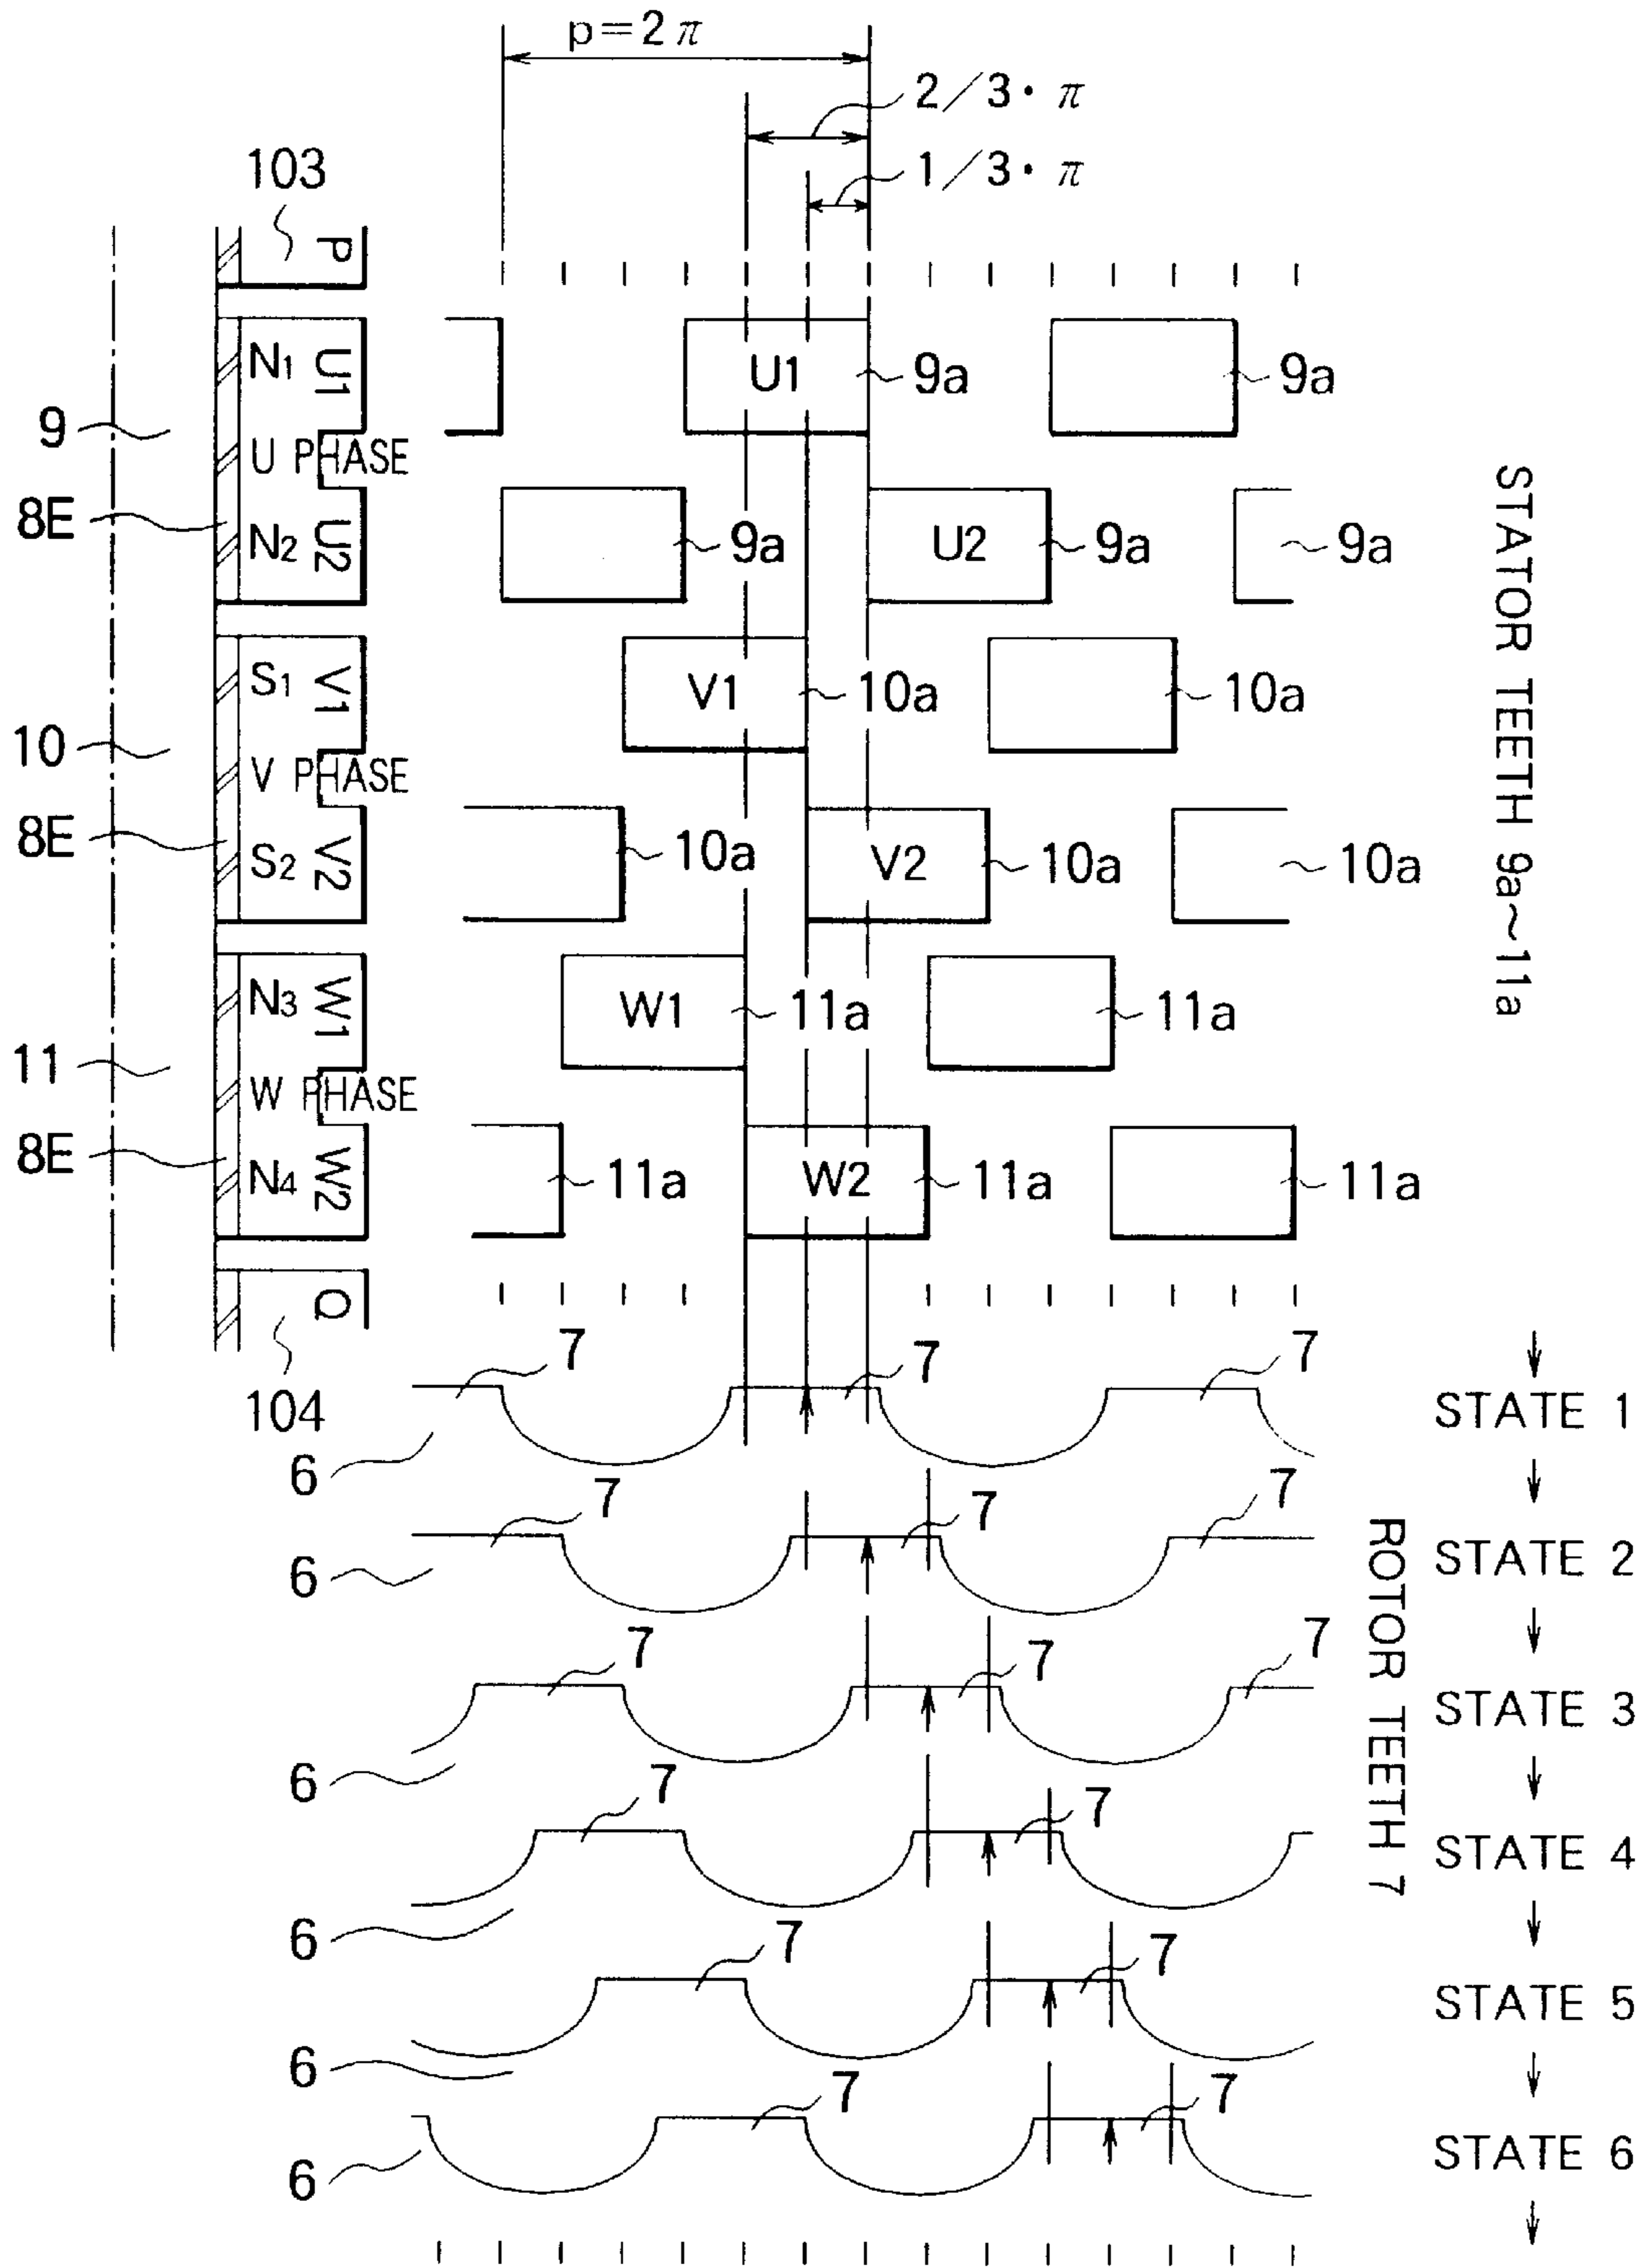 p=2π
2/3・π
1/3・π
103
P
N1 U1 U1 9a 9a
9
U PHASE
8E
N2 U2 9a U2 9a 9a
S1 V1 V1 10a 10a
10
V PHASE
8E
S2 V2 10a V2 10a 10a
N3 W1 W1 11a 11a
11
W PHASE
8E
N4 W2 11a W2 11a 11a
STATOR TEETH 9a~11a
Q
104
7 7 7
6
STATE 1
7 7 7
6
STATE 2
7 7 7
6
STATE 3
7 7
6
STATE 4
7 7
6
STATE 5
7 7
6
STATE 6
ROTOR TEETH 7